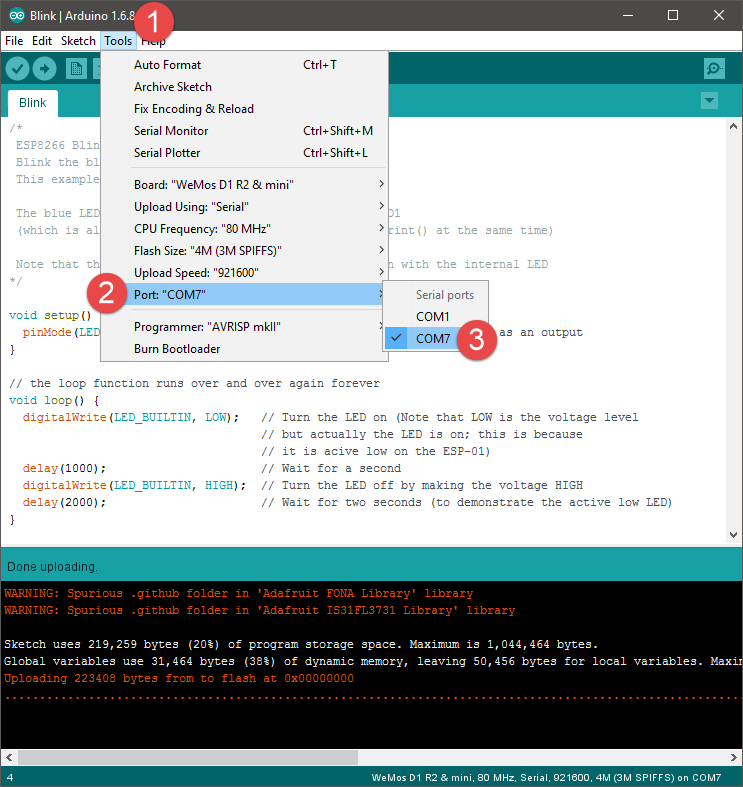 Blink | Arduino 1.6.8
1
File Edit Sketch Tools Help
Blink
Auto Format Ctrl+T
Archive Sketch
Fix Encoding & Reload
Serial Monitor Ctrl+Shift+M
Serial Plotter Ctrl+Shift+L
Board: "WeMos D1 R2 & mini"
Upload Using: "Serial"
CPU Frequency: "80 MHz"
Flash Size: "4M (3M SPIFFS)"
Upload Speed: "921600"
2
Port: "COM7"
Programmer: "AVRISP mkII"
Burn Bootloader
Serial ports
COM1
COM7
3
/*
ESP8266 Blin
Blink the bl
This example
The blue LED 01
(which is al rint() at the same time)
Note that th n with the internal LED
*/
void setup()
pinMode(LED as an output
}
// the loop function runs over and over again forever
void loop() {
digitalWrite(LED_BUILTIN, LOW); // Turn the LED on (Note that LOW is the voltage level
// but actually the LED is on; this is because
// it is acive low on the ESP-01)
delay(1000); // Wait for a second
digitalWrite(LED_BUILTIN, HIGH); // Turn the LED off by making the voltage HIGH
delay(2000); // Wait for two seconds (to demonstrate the active low LED)
}
Done uploading.
WARNING: Spurious .github folder in 'Adafruit FONA Library' library
WARNING: Spurious .github folder in 'Adafruit IS31FL3731 Library' library
Sketch uses 219,259 bytes (20%) of program storage space. Maximum is 1,044,464 bytes.
Global variables use 31,464 bytes (38%) of dynamic memory, leaving 50,456 bytes for local variables. Maxim
Uploading 223408 bytes from to flash at 0x00000000
................................................................................
4 WeMos D1 R2 & mini, 80 MHz, Serial, 921600, 4M (3M SPIFFS) on COM7